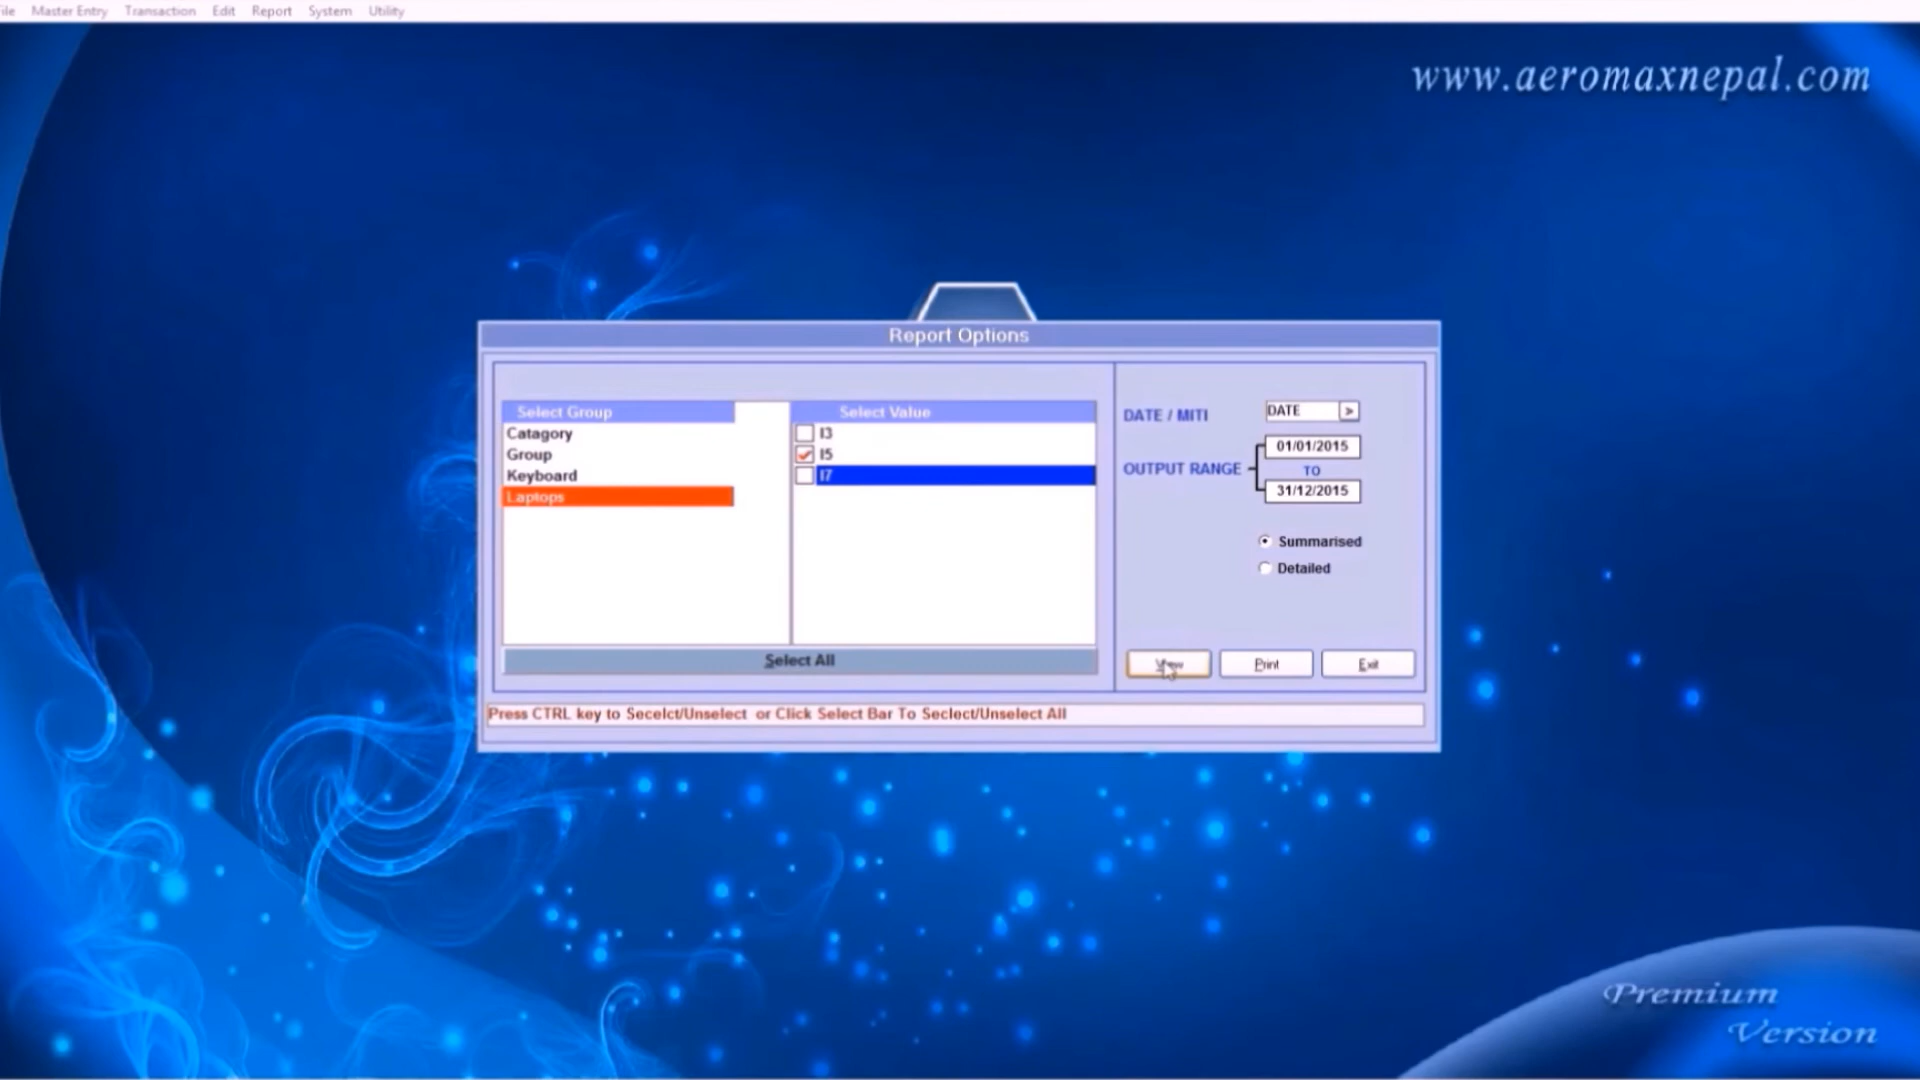 ile Master Entry Transaction Edit Report System Utility
www.aeromaxnepal.com
Report Options
Select Group Select Value
Catagory
Group
Keyboard
Laptops
I3
I5
I7
Select All
DATE / MITI DATE >
OUTPUT RANGE
01/01/2015
TO
31/12/2015
Summarised
Detailed
View Print Exit
Press CTRL key to Secelct/Unselect or Click Select Bar To Seclect/Unselect All
Premium
Version